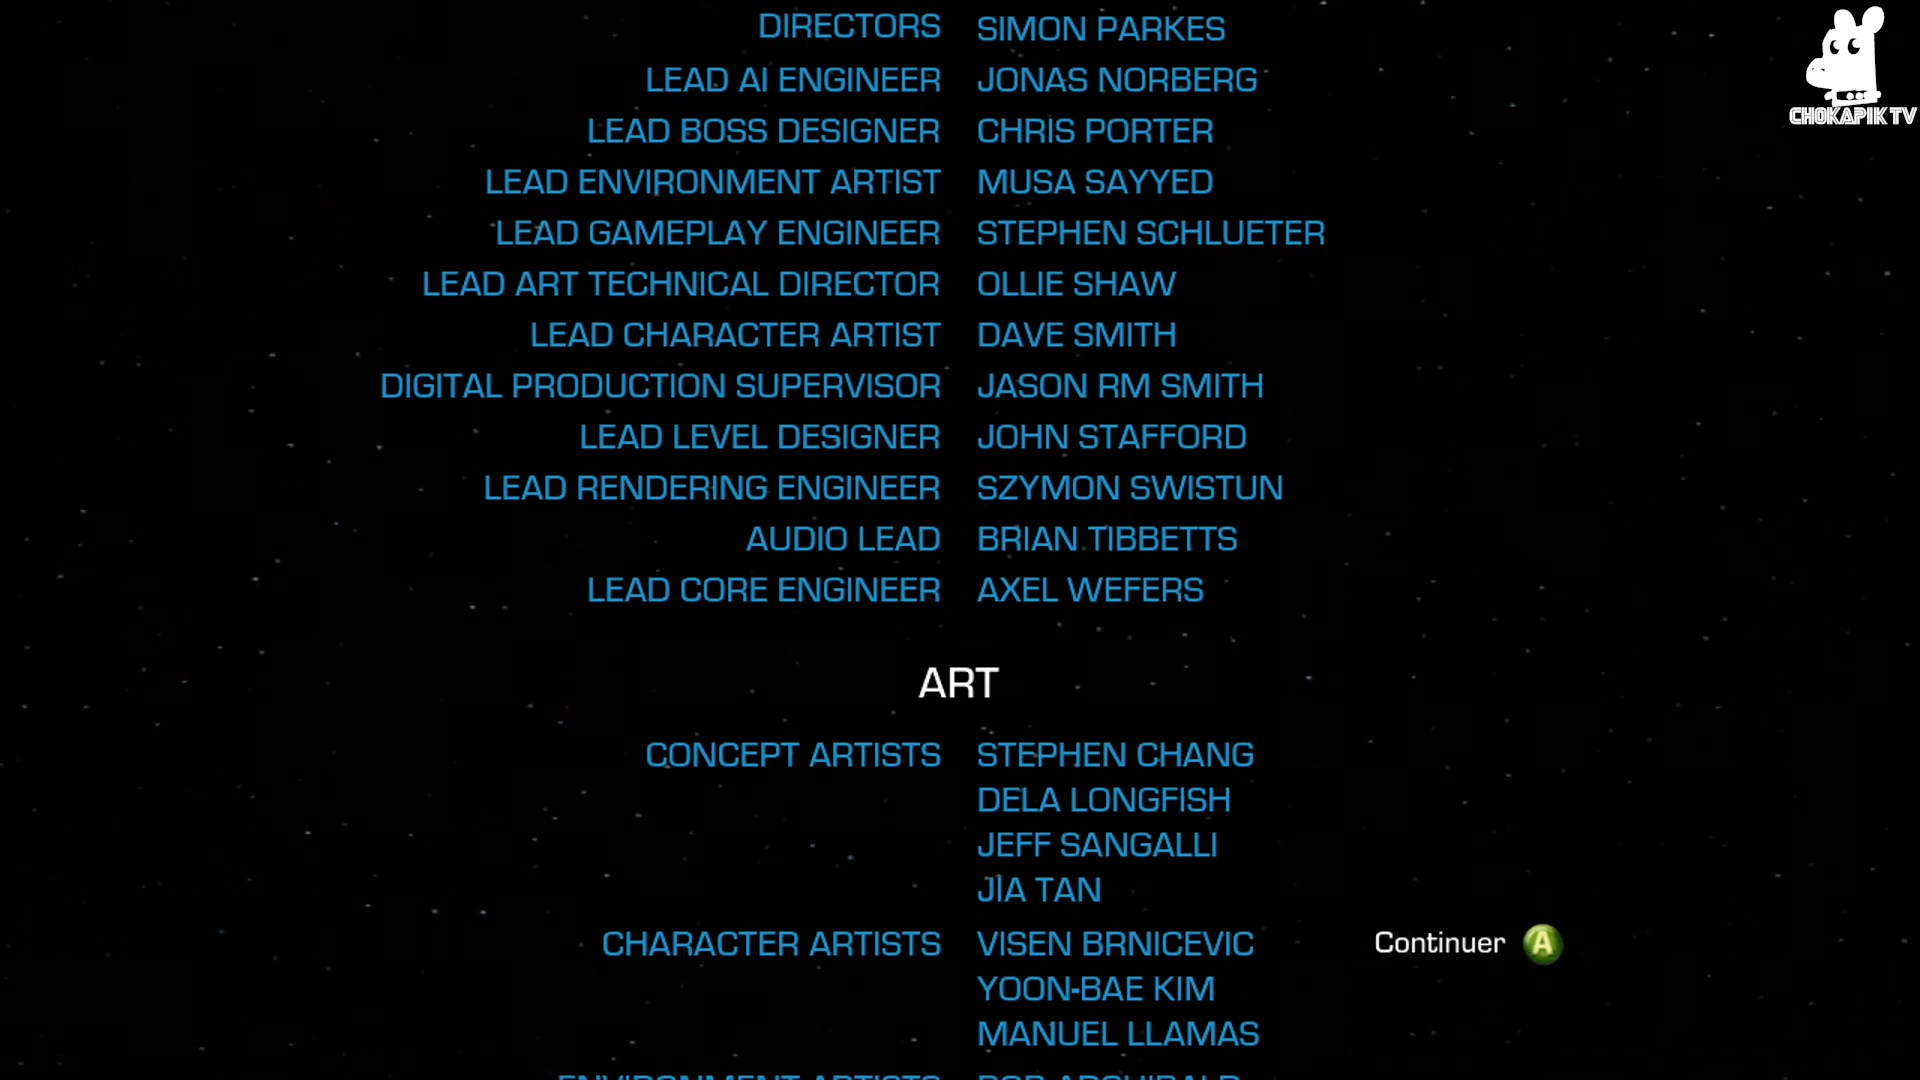 DIRECTORS SIMON PARKES
CHOKAPIK TV
LEAD AI ENGINEER JONAS NORBERG
LEAD BOSS DESIGNER CHRIS PORTER
LEAD ENVIRONMENT ARTIST MUSA SAYYED
LEAD GAMEPLAY ENGINEER STEPHEN SCHLUETER
LEAD ART TECHNICAL DIRECTOR OLLIE SHAW
LEAD CHARACTER ARTIST DAVE SMITH
DIGITAL PRODUCTION SUPERVISOR JASON RM SMITH
LEAD LEVEL DESIGNER JOHN STAFFORD
LEAD RENDERING ENGINEER SZYMON SWISTUN
AUDIO LEAD BRIAN TIBBETTS
LEAD CORE ENGINEER AXEL WEFERS
ART
CONCEPT ARTISTS STEPHEN CHANG
DELA LONGFISH
JEFF SANGALLI
JIA TAN
CHARACTER ARTISTS VISEN BRNICEVIC
Continuer A
YOON-BAE KIM
MANUEL LLAMAS
ENVIRONMENT ARTISTS